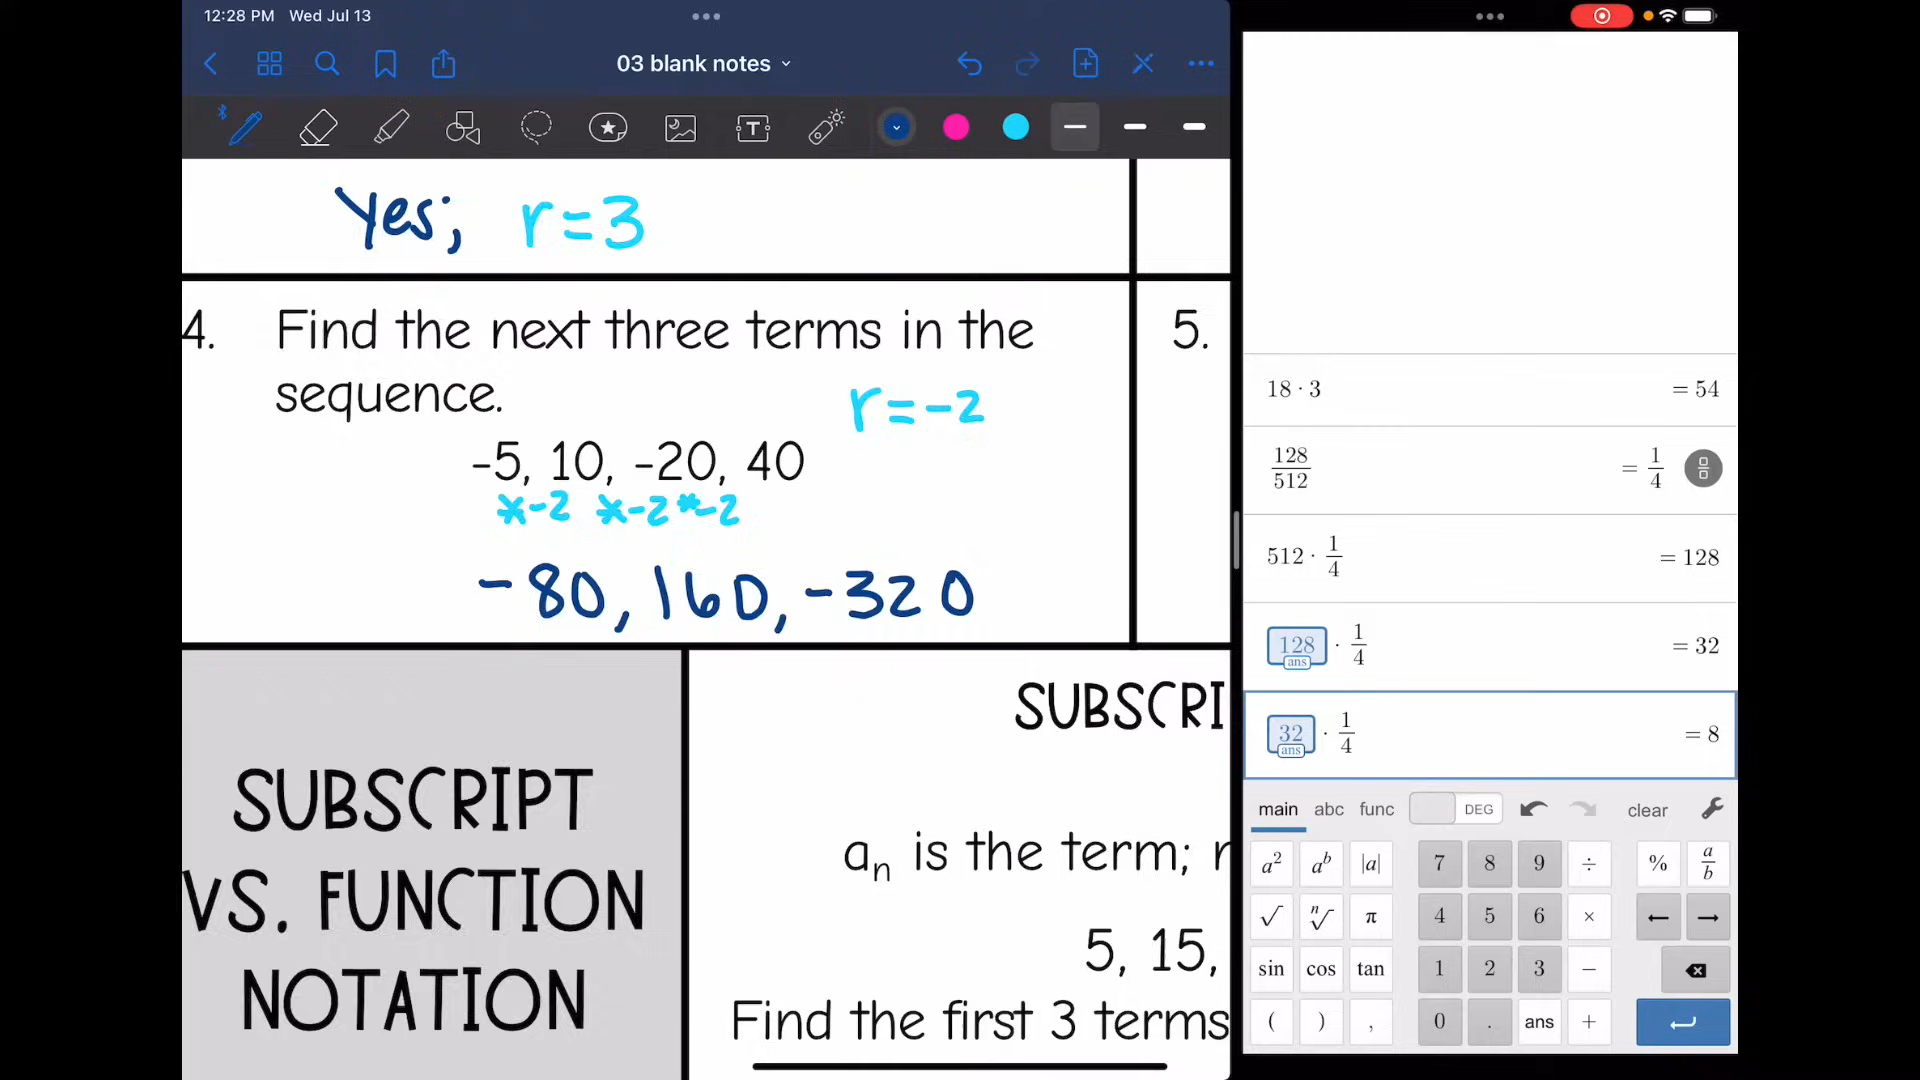 12:28 PM Wed Jul 13
03 blank notes
Yes; r=3
4. Find the next three terms in the
sequence.
r=-2
-5, 10, -20, 40
*-2 *-2 *-2
-80, 160, -320
5.
SUBSCRIPT
VS. FUNCTION
NOTATION
SUBSCRI
aₙ is the term; n
5, 15,
Find the first 3 terms
18 · 3 = 54
128/512 = 1/4
512 · 1/4 = 128
128 ans · 1/4 = 32
32 ans · 1/4 = 8
main abc func DEG clear
a² aᵇ |a| 7 8 9 ÷ % a/b
√ ⁿ√ π 4 5 6 × ← →
sin cos tan 1 2 3 −
( ) , 0 . ans +